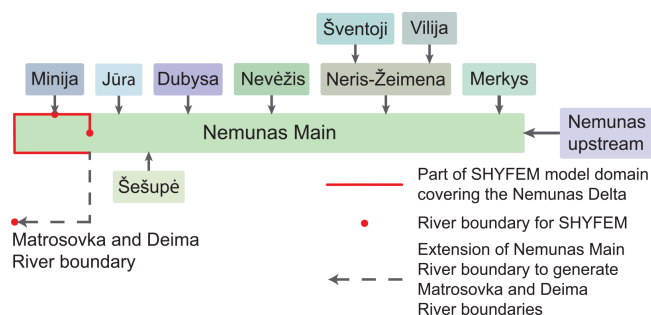 Šventoji
Vilija
Minija
Jūra
Dubysa
Nevėžis
Neris-Žeimena
Merkys
Nemunas Main
Nemunas
upstream
Šešupė
Matrosovka and Deima
River boundary
Part of SHYFEM model domain
covering the Nemunas Delta
River boundary for SHYFEM
Extension of Nemunas Main
River boundary to generate
Matrosovka and Deima
River boundaries